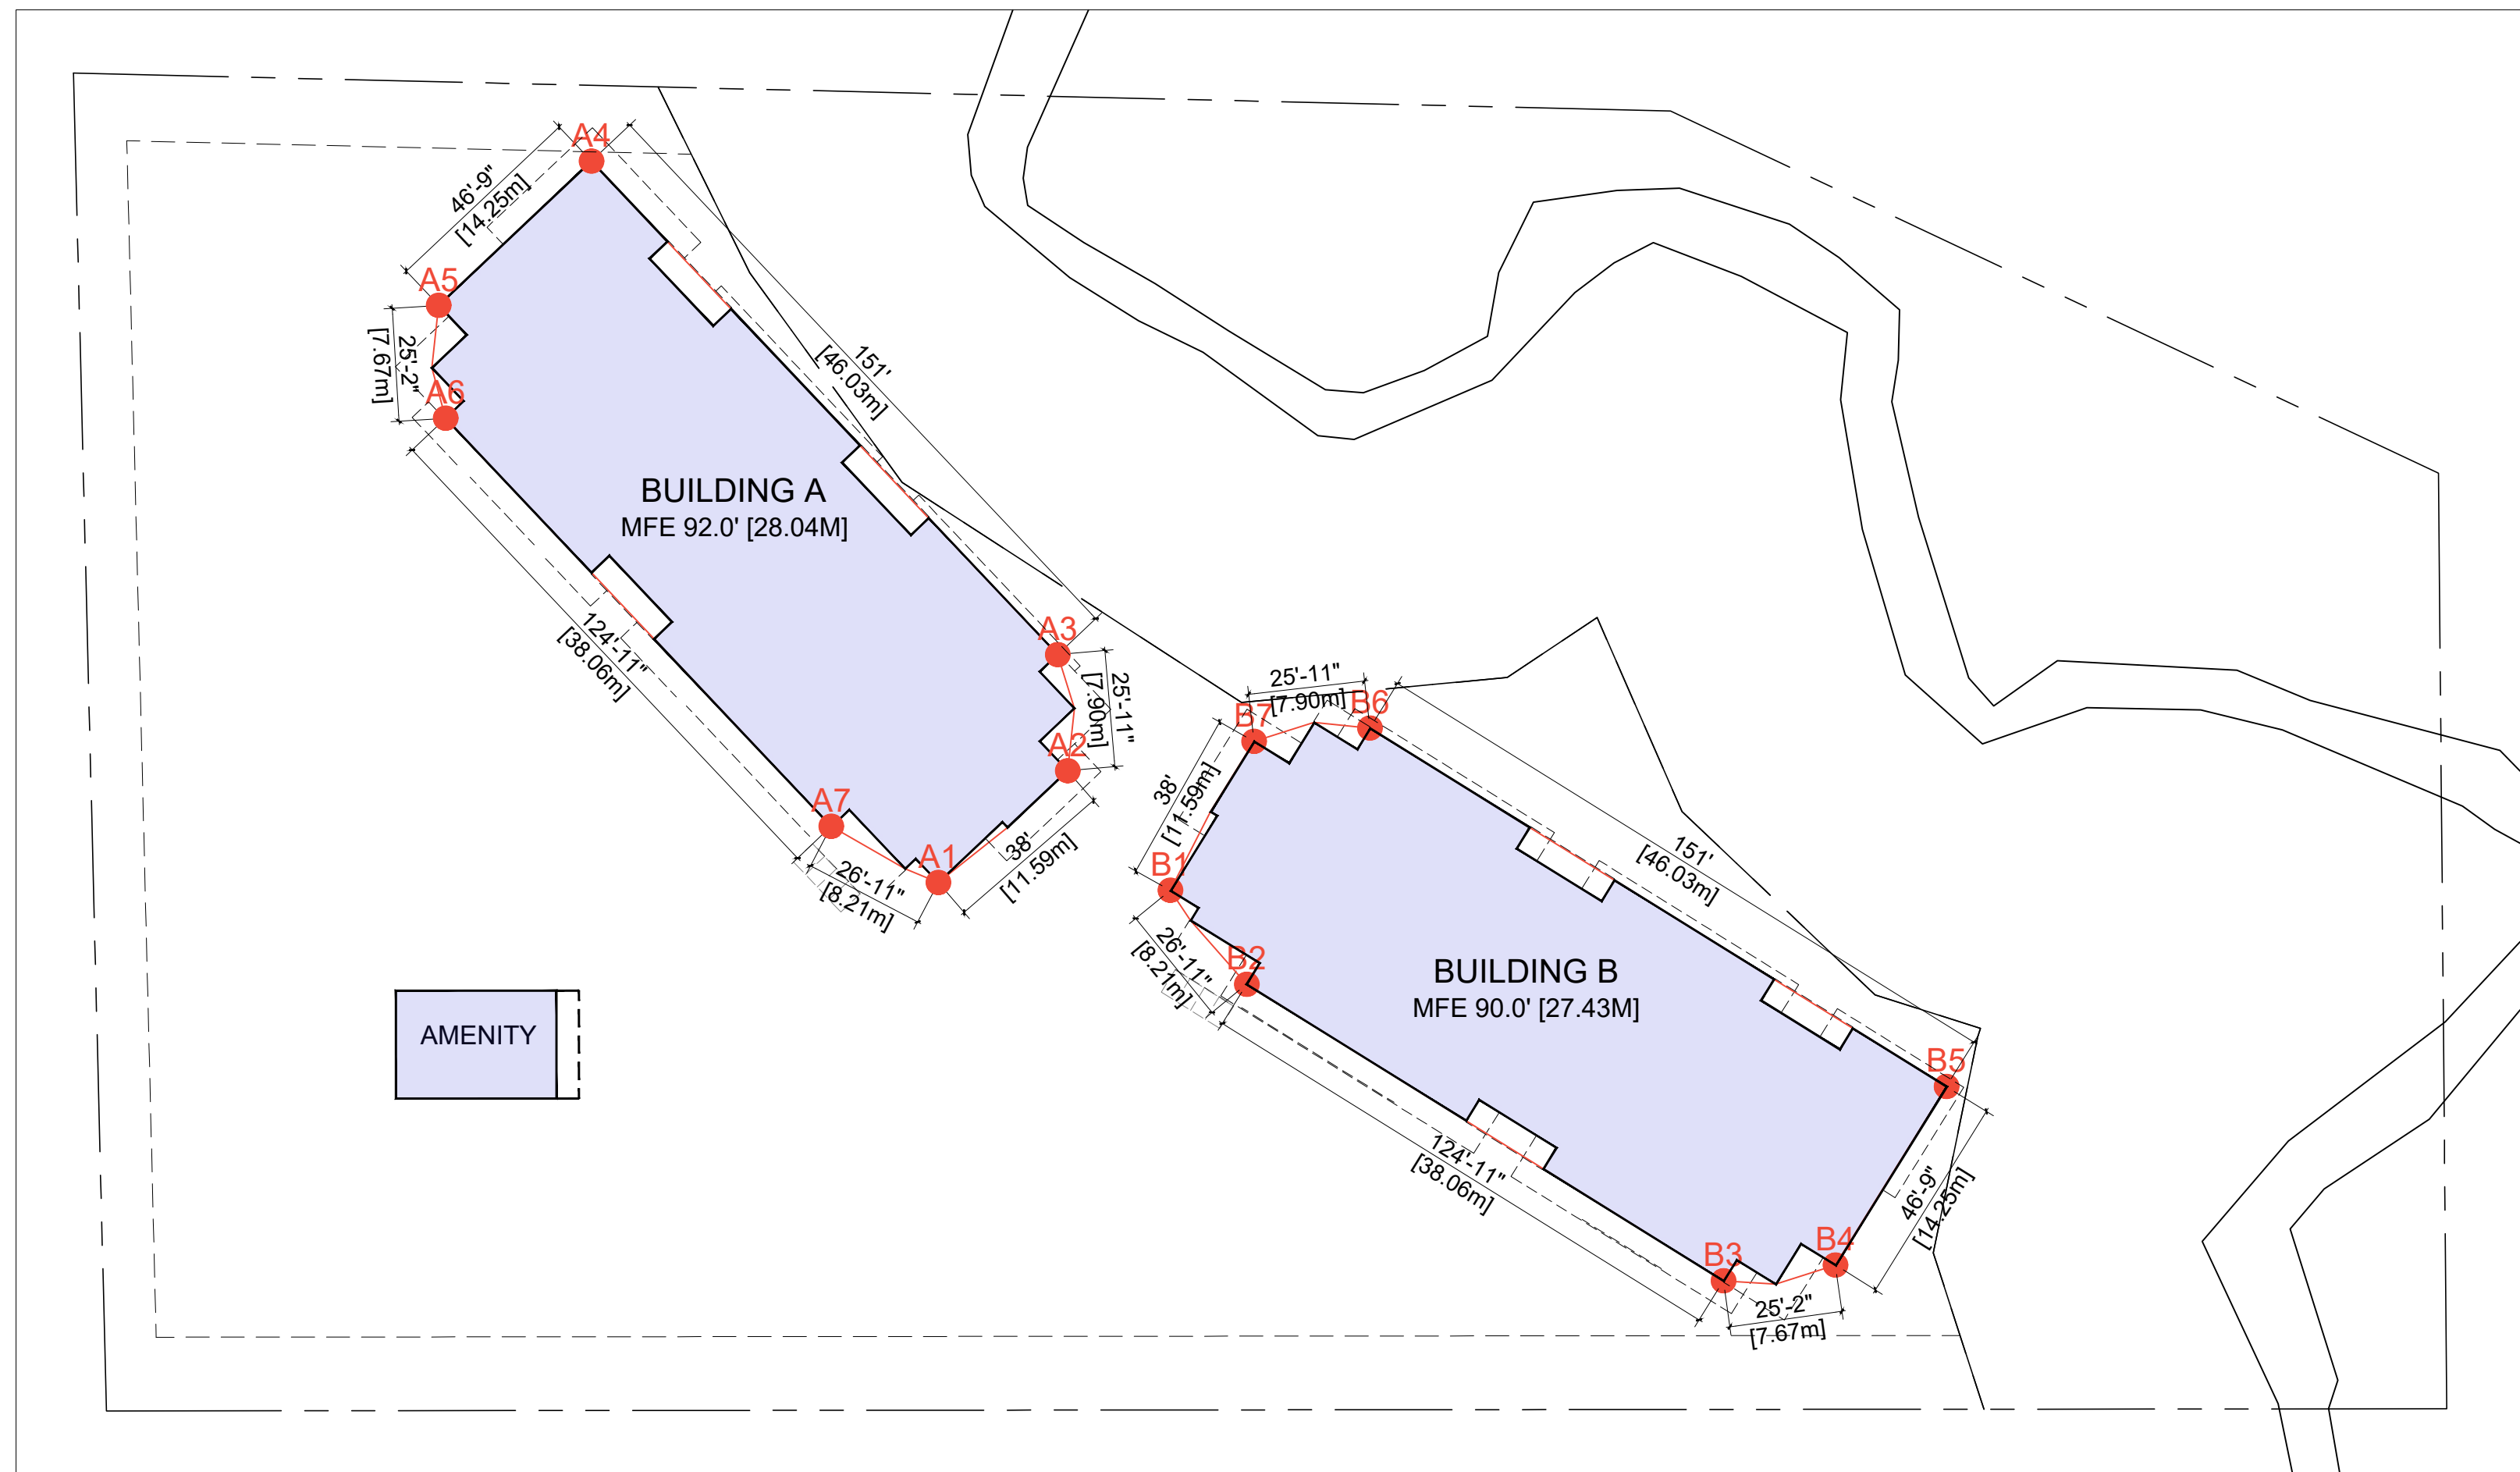 A4
46'-9"
[14.25m]
A5
25'-2"
[7.67m]
A6
151'
[46.03m]
BUILDING A
MFE 92.0' [28.04M]
124'-11"
[38.06m]
A3
25'-11"
[7.90m]
A2
A7
A1
38'
[11.59m]
26'-11"
[8.21m]
25'-11"
[7.90m]
B7
B6
38'
[11.59m]
B1
151'
[46.03m]
26'-11"
[8.21m]
B2
BUILDING B
MFE 90.0' [27.43M]
AMENITY
B5
124'-11"
[38.06m]
46'-9"
[14.25m]
B3
B4
25'-2"
[7.67m]